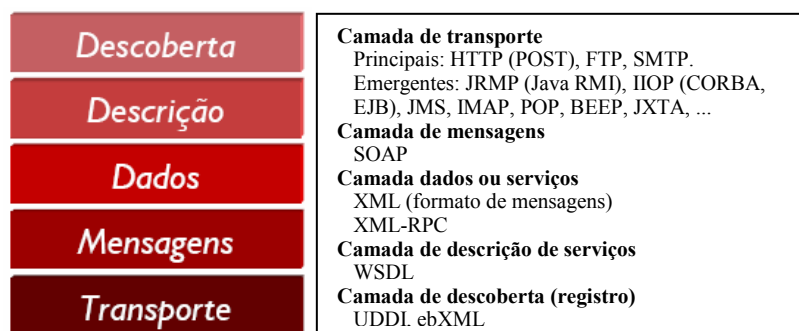 Descoberta
Descrição
Dados
Mensagens
Transporte
Camada de transporte
Principais: HTTP (POST), FTP, SMTP.
Emergentes: JRMP (Java RMI), IIOP (CORBA,
EJB), JMS, IMAP, POP, BEEP, JXTA, ...
Camada de mensagens
SOAP
Camada dados ou serviços
XML (formato de mensagens)
XML-RPC
Camada de descrição de serviços
WSDL
Camada de descoberta (registro)
UDDI, ebXML